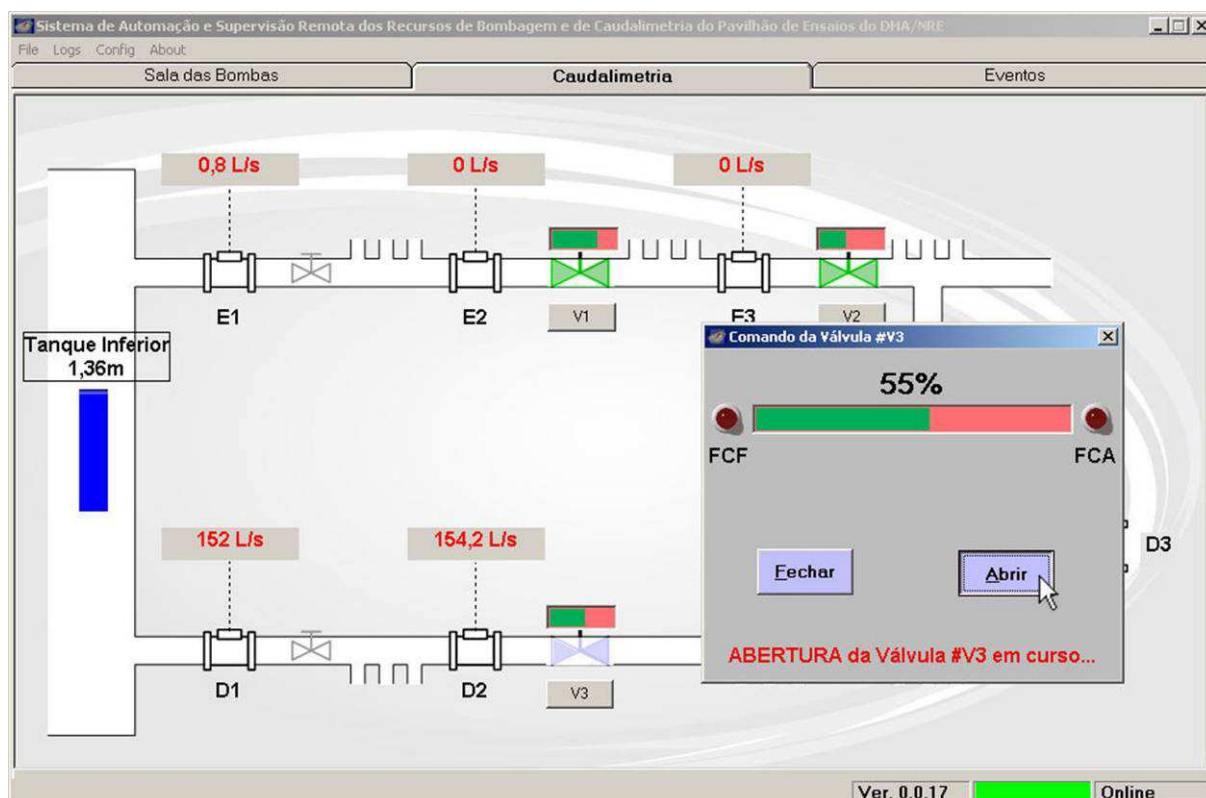 Sistema de Automação e Supervisão Remota dos Recursos de Bombagem e de Caudalimetria do Pavilhão de Ensaios do DHA/NRE
File Logs Config About
Sala das Bombas Caudalimetria Eventos
0,8 L/s 0 L/s 0 L/s
E1 E2 V1 E3 V2
Tanque Inferior
1,36m
Comando da Válvula #V3
55%
FCF FCA
Fechar Abrir
ABERTURA da Válvula #V3 em curso...
D3
152 L/s 154,2 L/s
D1 D2 V3
Ver. 0.0.17 Online